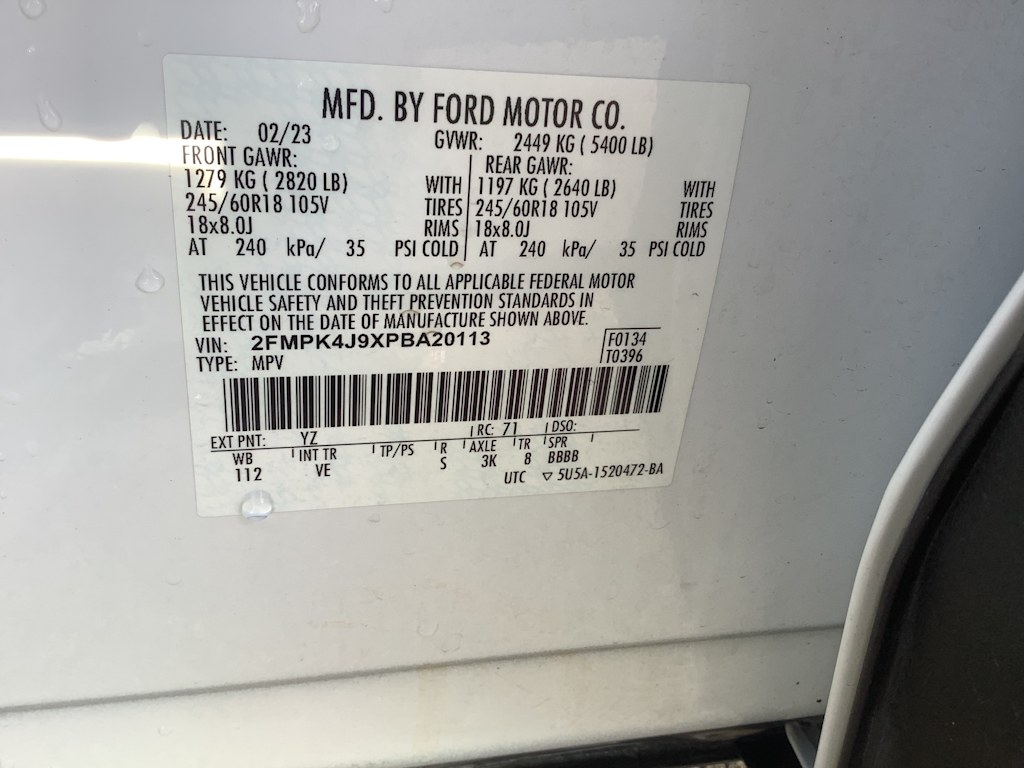 MFD. BY FORD MOTOR CO.
DATE: 02/23 GVWR: 2449 KG ( 5400 LB)
FRONT GAWR: REAR GAWR:
1279 KG ( 2820 LB) WITH 1197 KG ( 2640 LB) WITH
245/60R18 105V TIRES 245/60R18 105V TIRES
18x8.0J RIMS 18x8.0J RIMS
AT 240 kPa/ 35 PSI COLD AT 240 kPa/ 35 PSI COLD
THIS VEHICLE CONFORMS TO ALL APPLICABLE FEDERAL MOTOR
VEHICLE SAFETY AND THEFT PREVENTION STANDARDS IN
EFFECT ON THE DATE OF MANUFACTURE SHOWN ABOVE.
VIN: 2FMPK4J9XPBA20113 F0134
TYPE: MPV T0396
EXT PNT: YZ RC: 71 DSO:
WB INT TR TP/PS R AXLE TR SPR
112 VE S 3K 8 BBBB
UTC ▽ 5U5A-1520472-BA